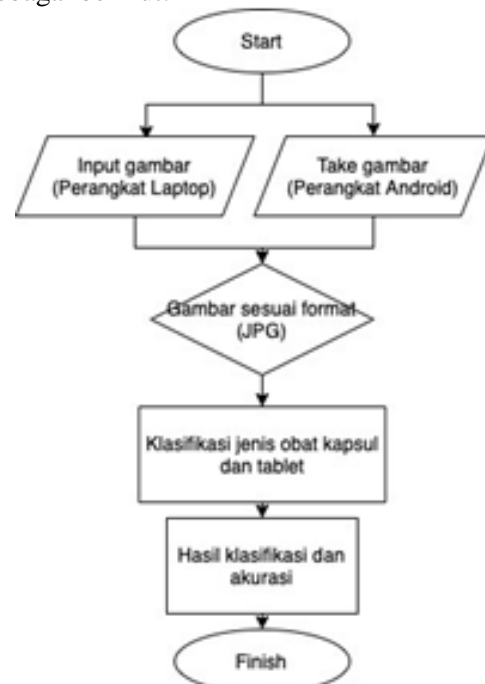 Start
Input gambar
(Perangkat Laptop)
Take gambar
(Perangkat Android)
Gambar sesuai format
(JPG)
Klasifikasi jenis obat kapsul
dan tablet
Hasil klasifikasi dan
akurasi
Finish